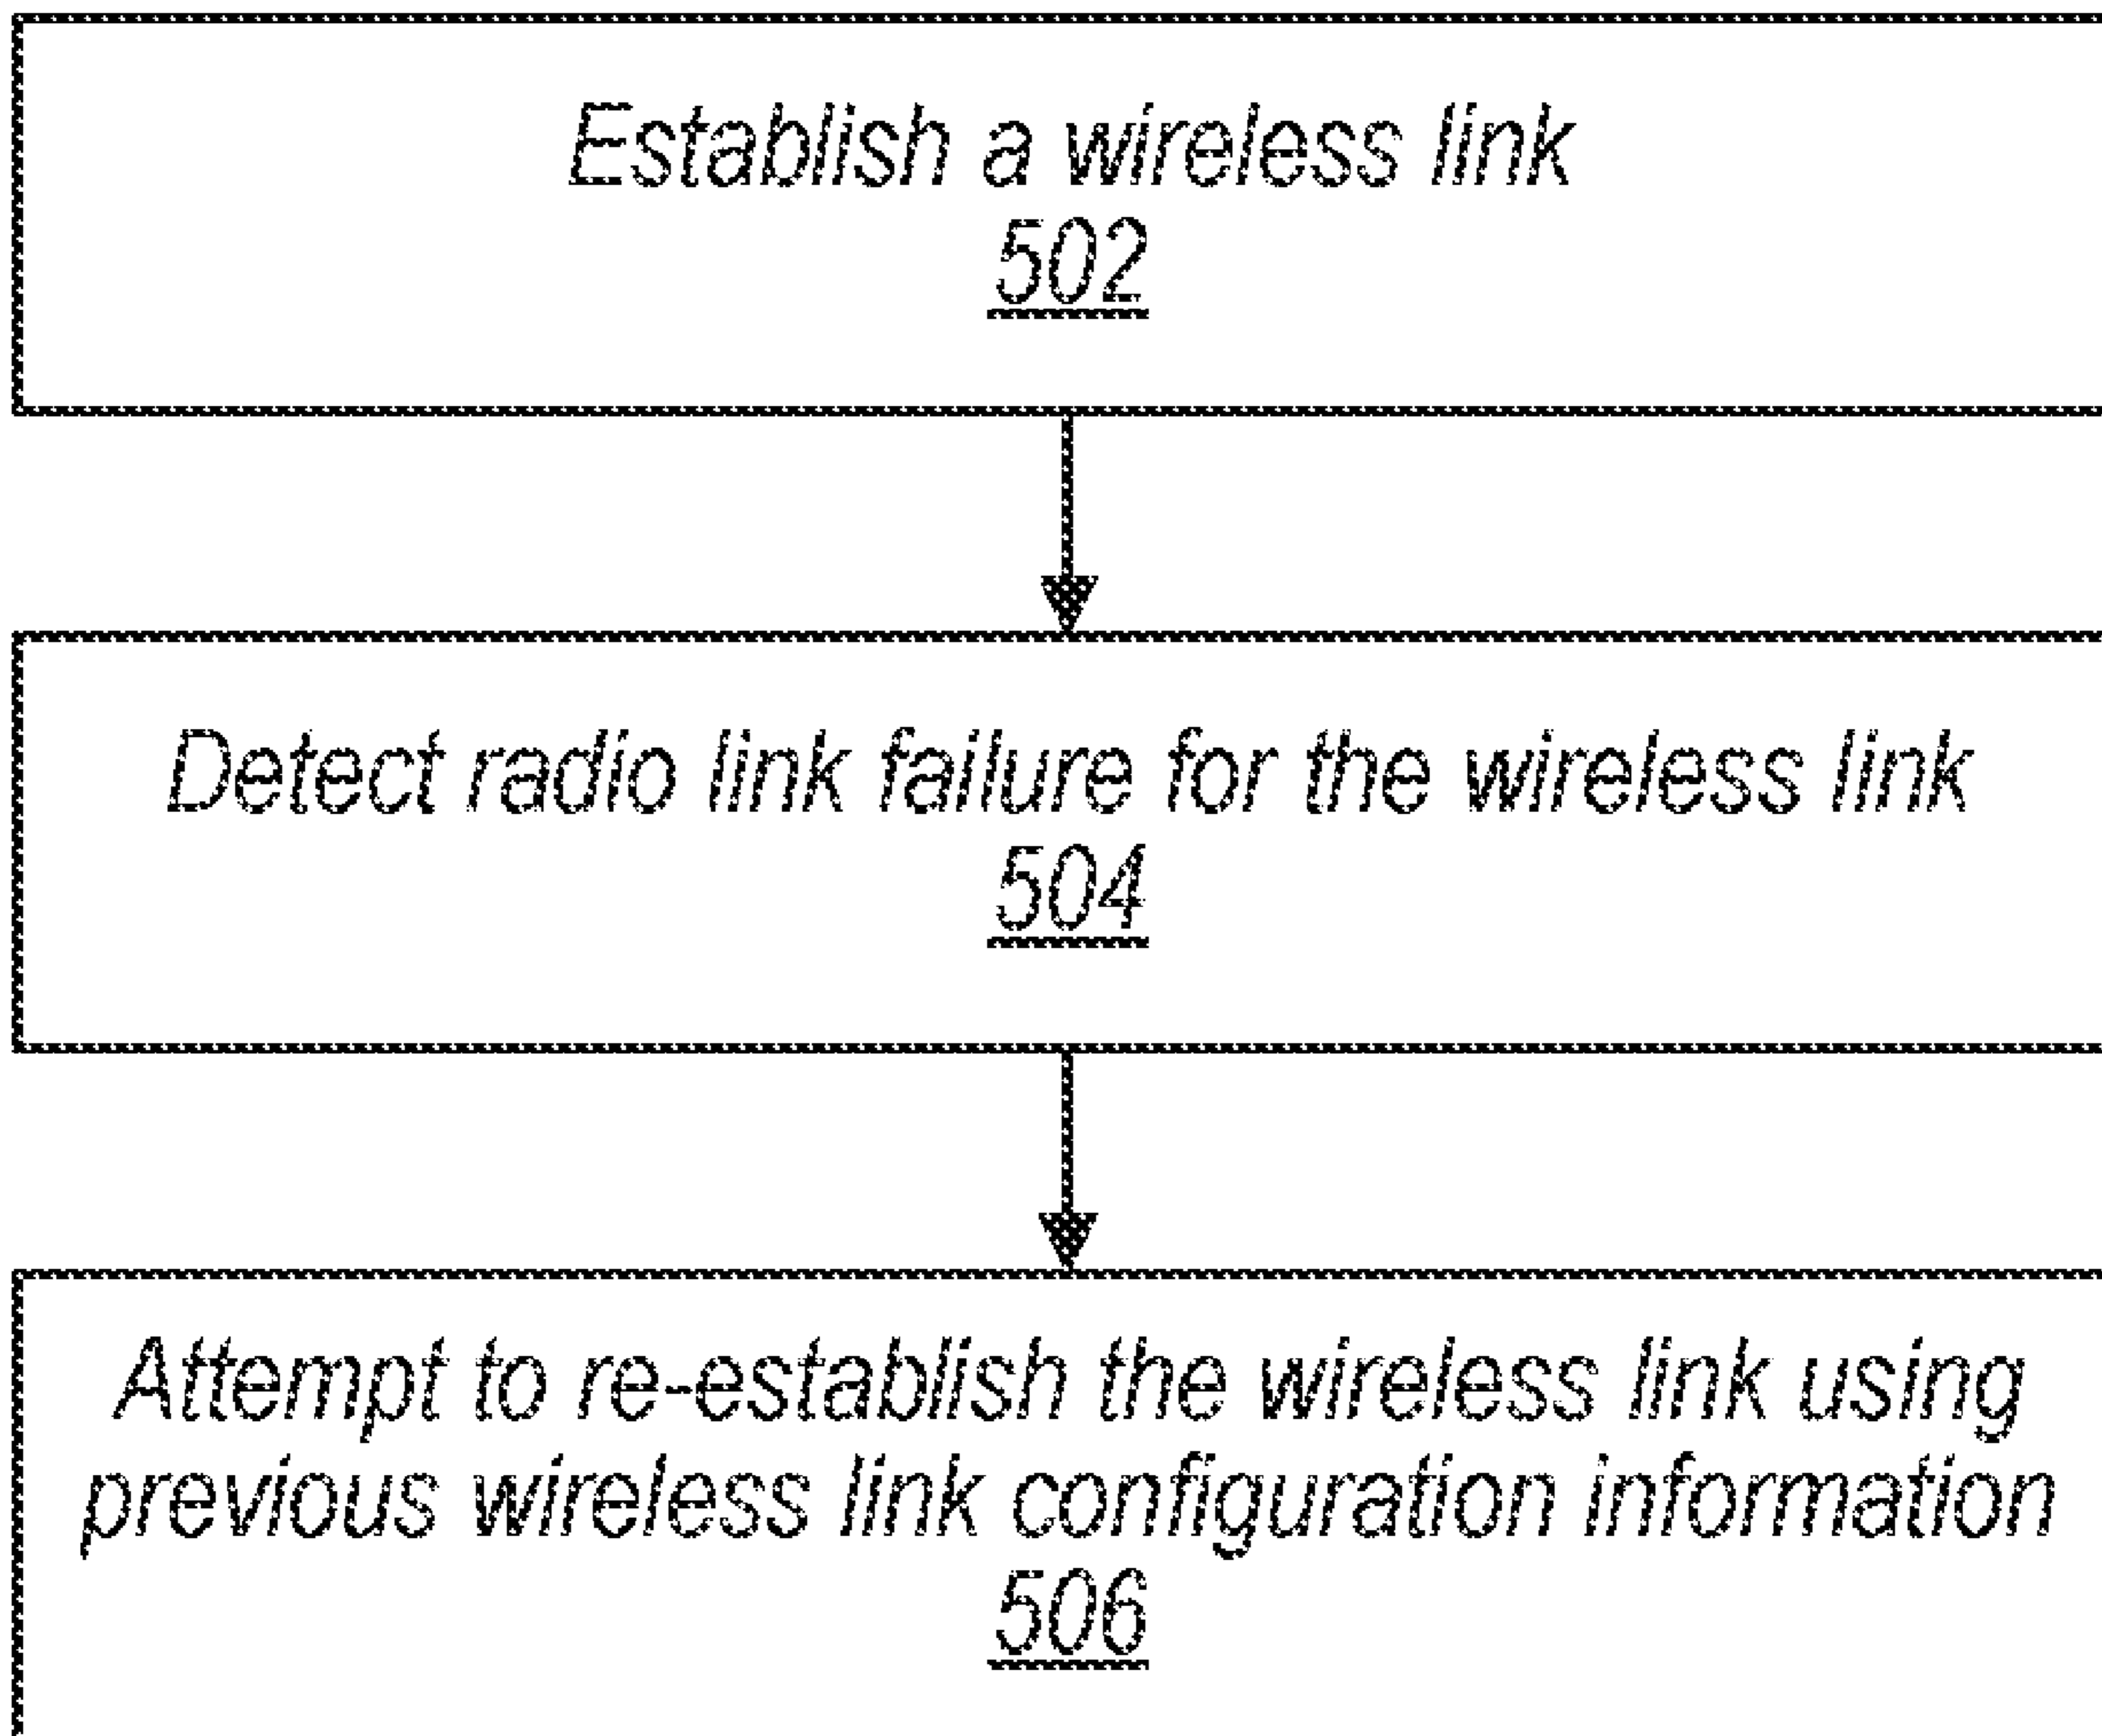 Establish a wireless link
502
Detect radio link failure for the wireless link
504
Attempt to re-establish the wireless link using
previous wireless link configuration information
506